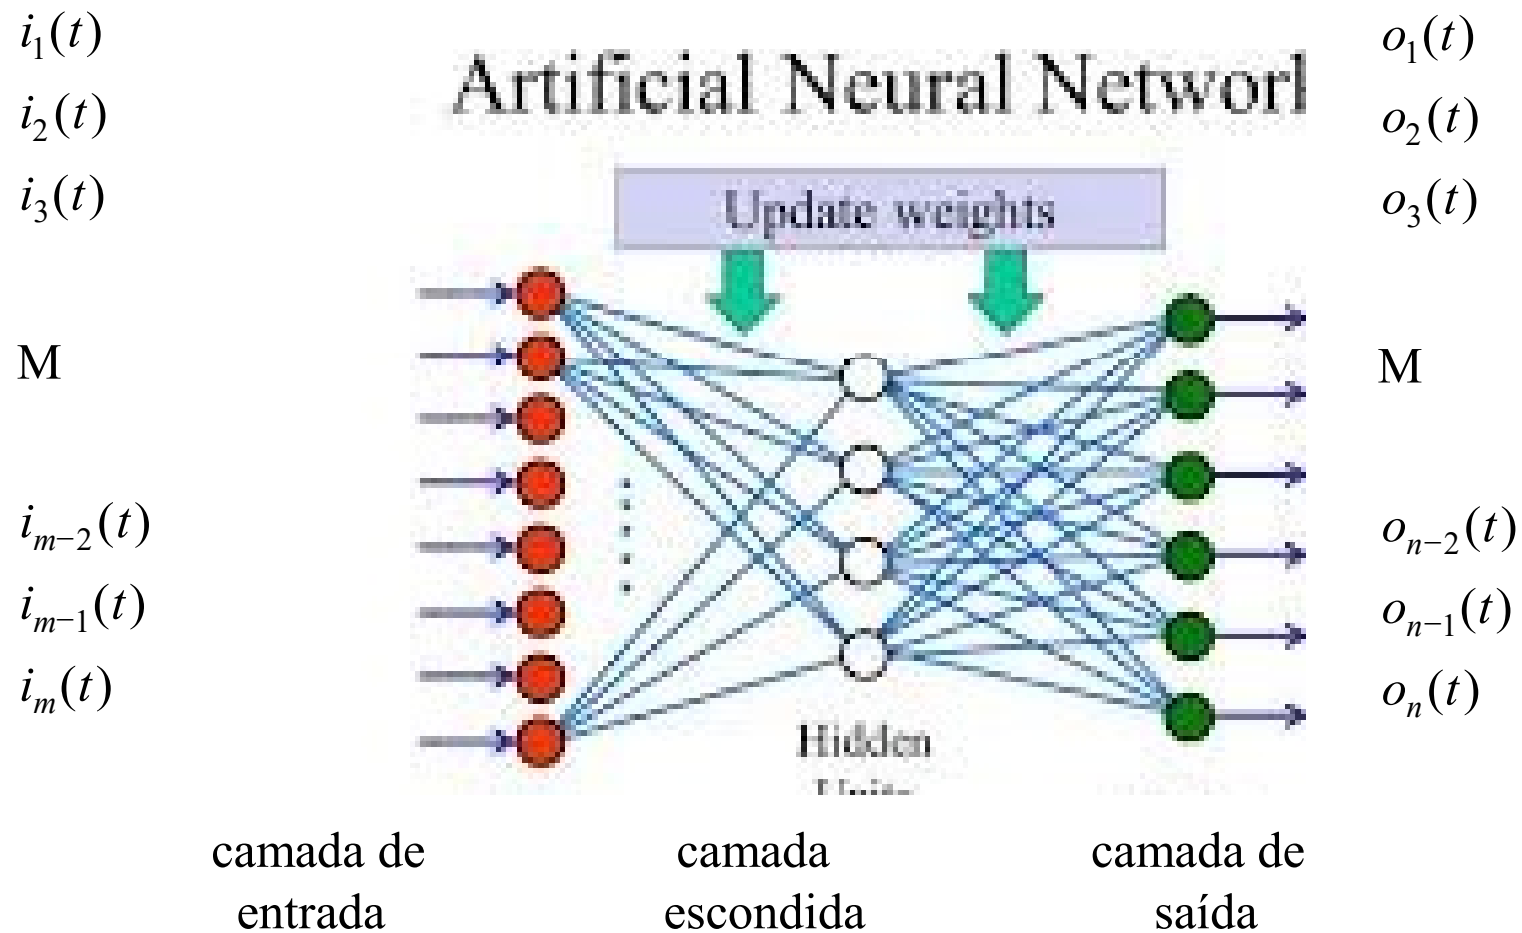 i₁(t)
i₂(t)
i₃(t)
M
iₘ₋₂(t)
iₘ₋₁(t)
iₘ(t)
Artificial Neural Networ
Update weights
Hidden
camada de
entrada
camada
escondida
camada de
saída
o₁(t)
o₂(t)
o₃(t)
M
oₙ₋₂(t)
oₙ₋₁(t)
oₙ(t)